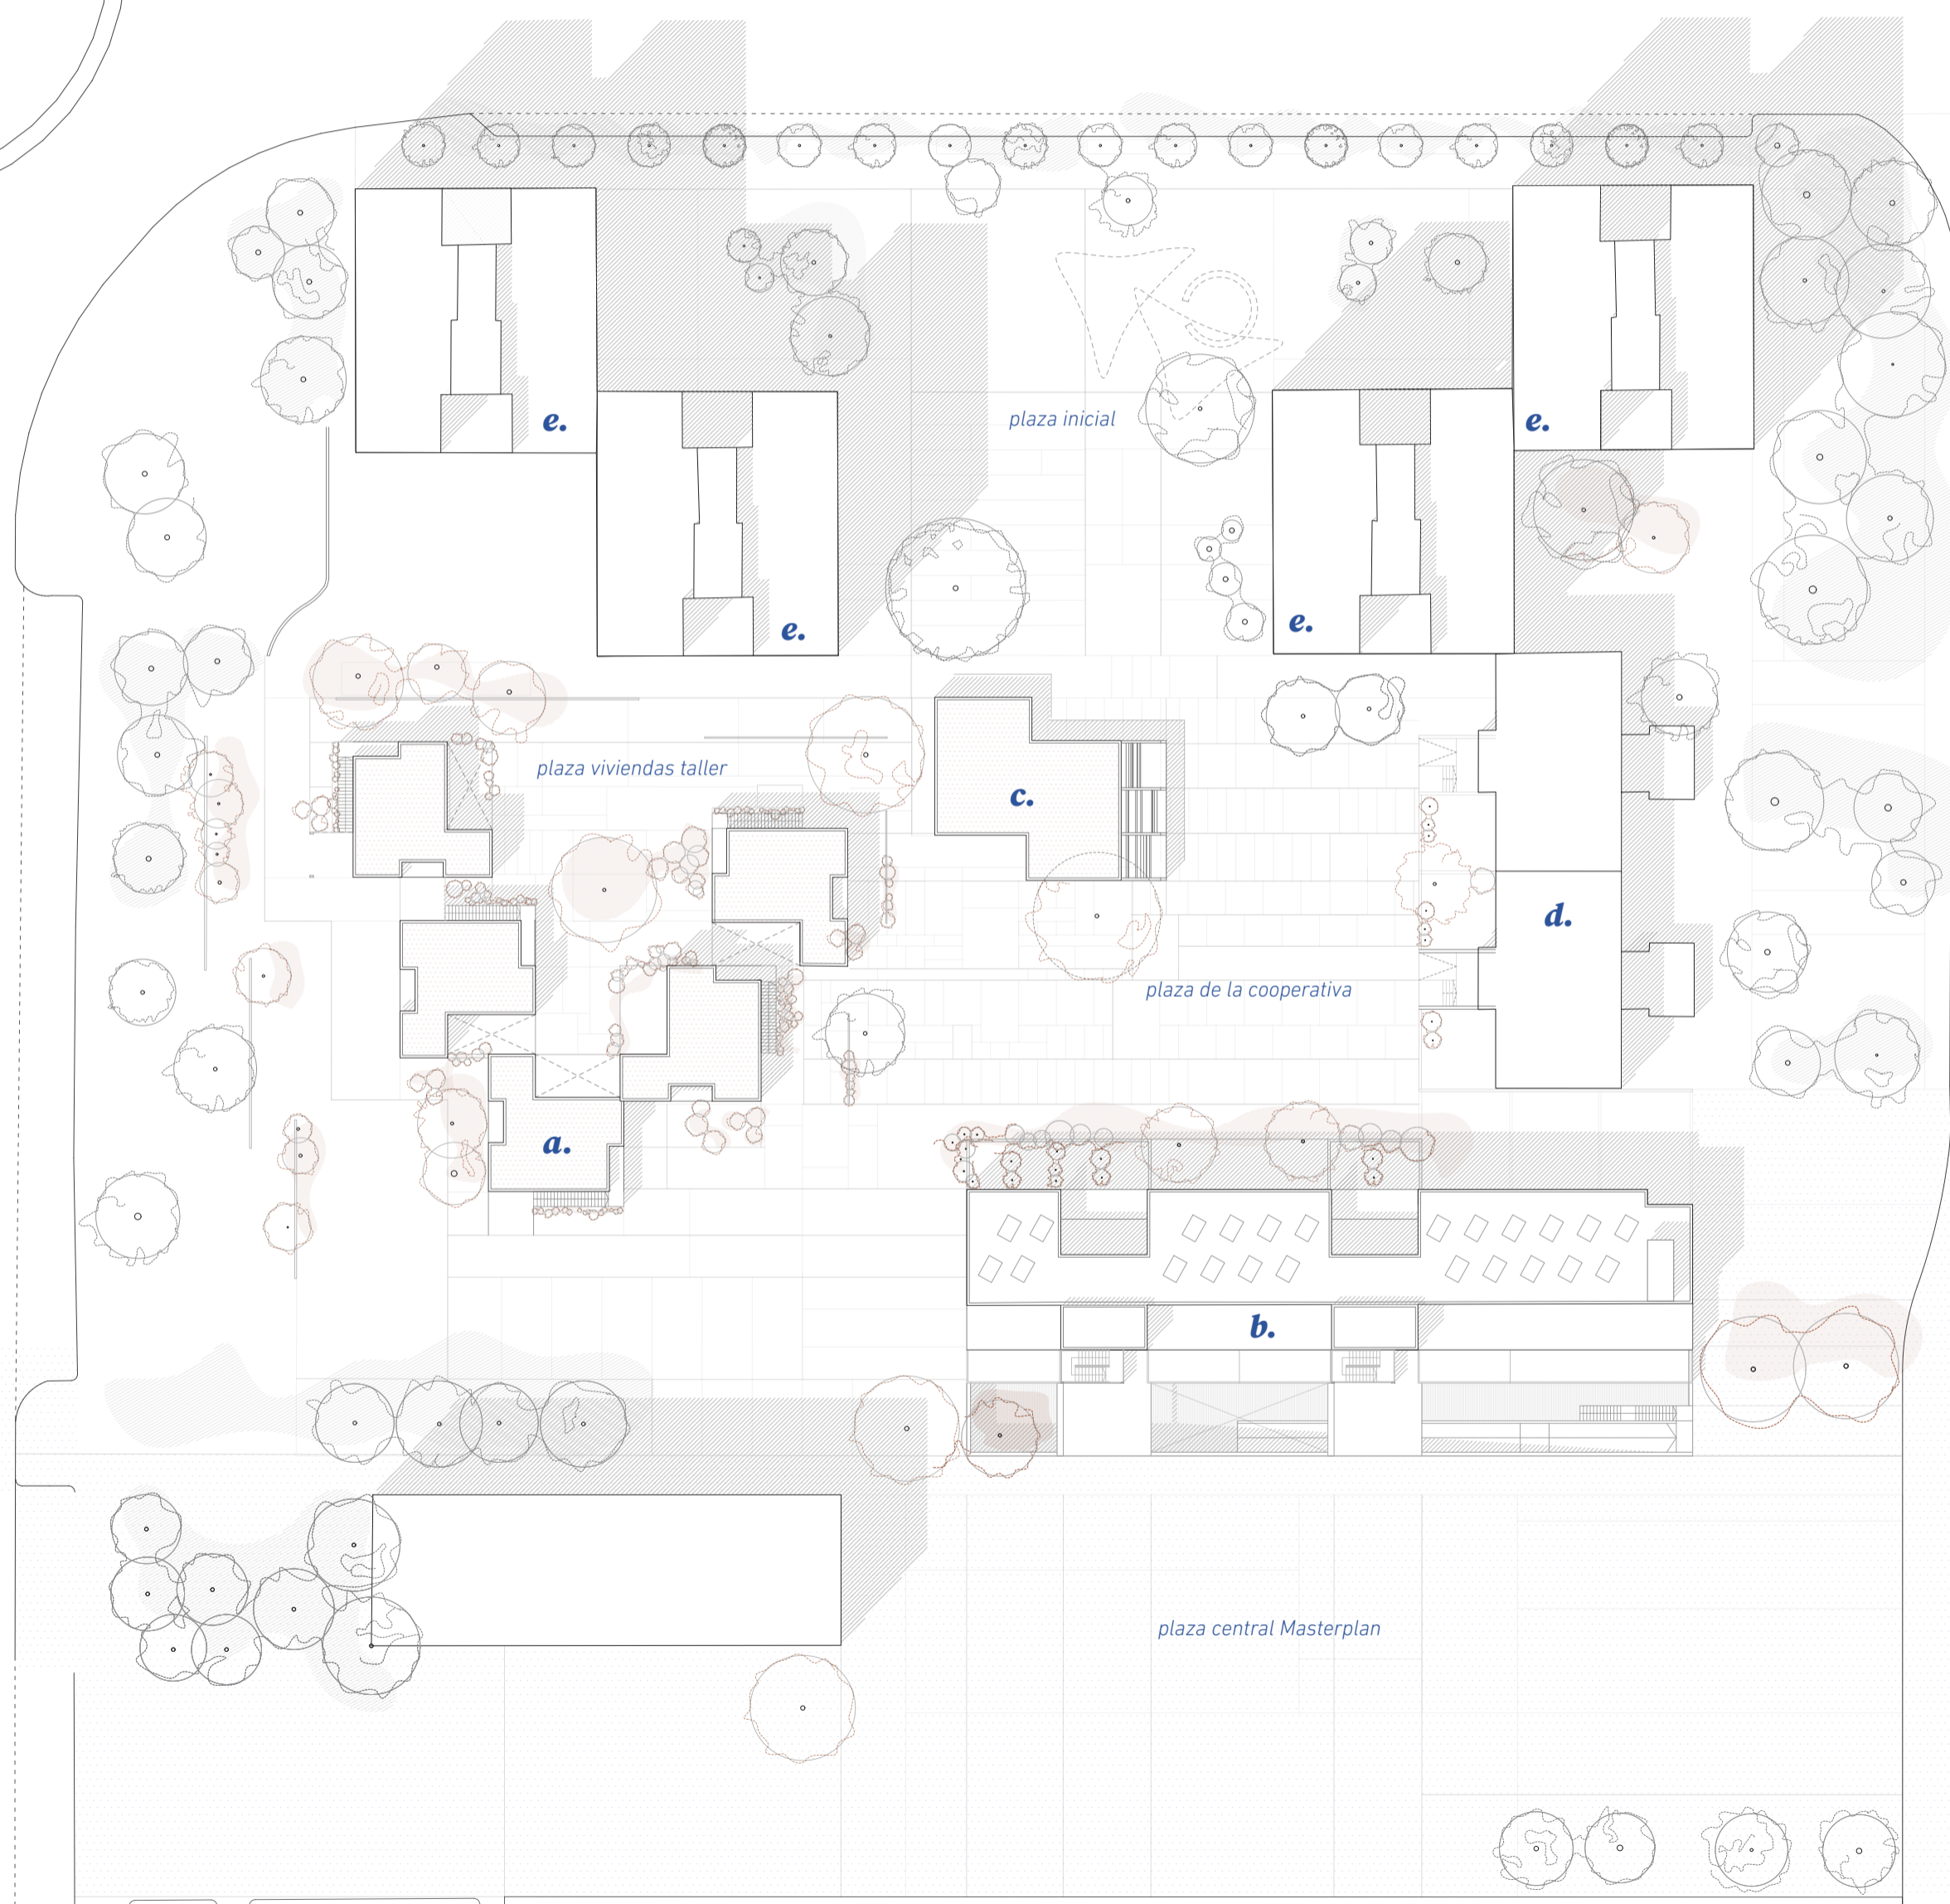 e.
e.
plaza inicial
e.
e.
plaza viviendas taller
c.
d.
plaza de la cooperativa
a.
b.
plaza central Masterplan